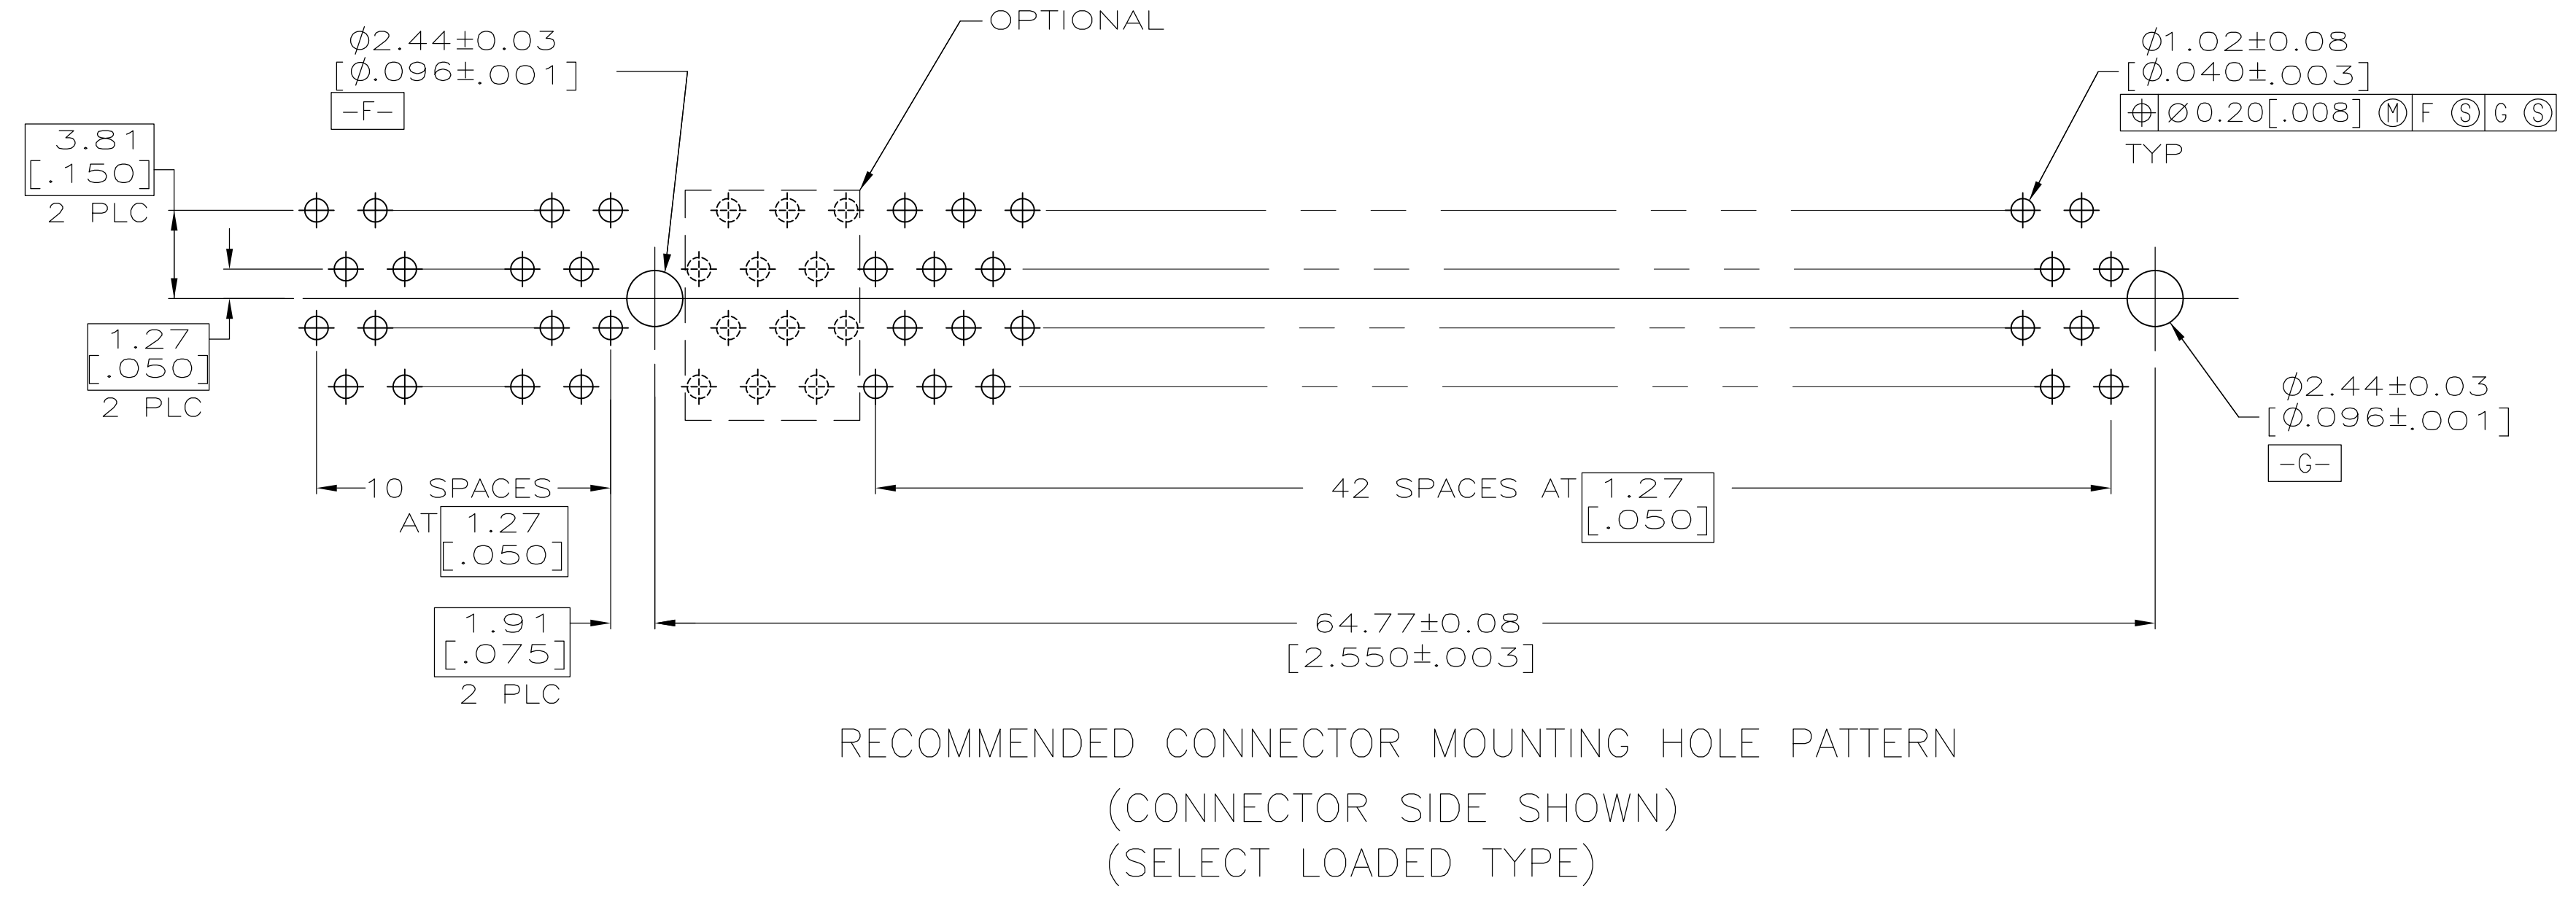 OPTIONAL
Ø2.44±0.03
[Ø.096±.001]
-F-
Ø1.02±0.08
[Ø.040±.003]
⌖ Ø0.20[.008] Ⓜ F Ⓢ G Ⓢ
TYP
3.81
[.150]
2 PLC
1.27
[.050]
2 PLC
Ø2.44±0.03
[Ø.096±.001]
-G-
10 SPACES
AT 1.27
[.050]
42 SPACES AT 1.27
[.050]
1.91
[.075]
2 PLC
64.77±0.08
[2.550±.003]
RECOMMENDED CONNECTOR MOUNTING HOLE PATTERN
(CONNECTOR SIDE SHOWN)
(SELECT LOADED TYPE)